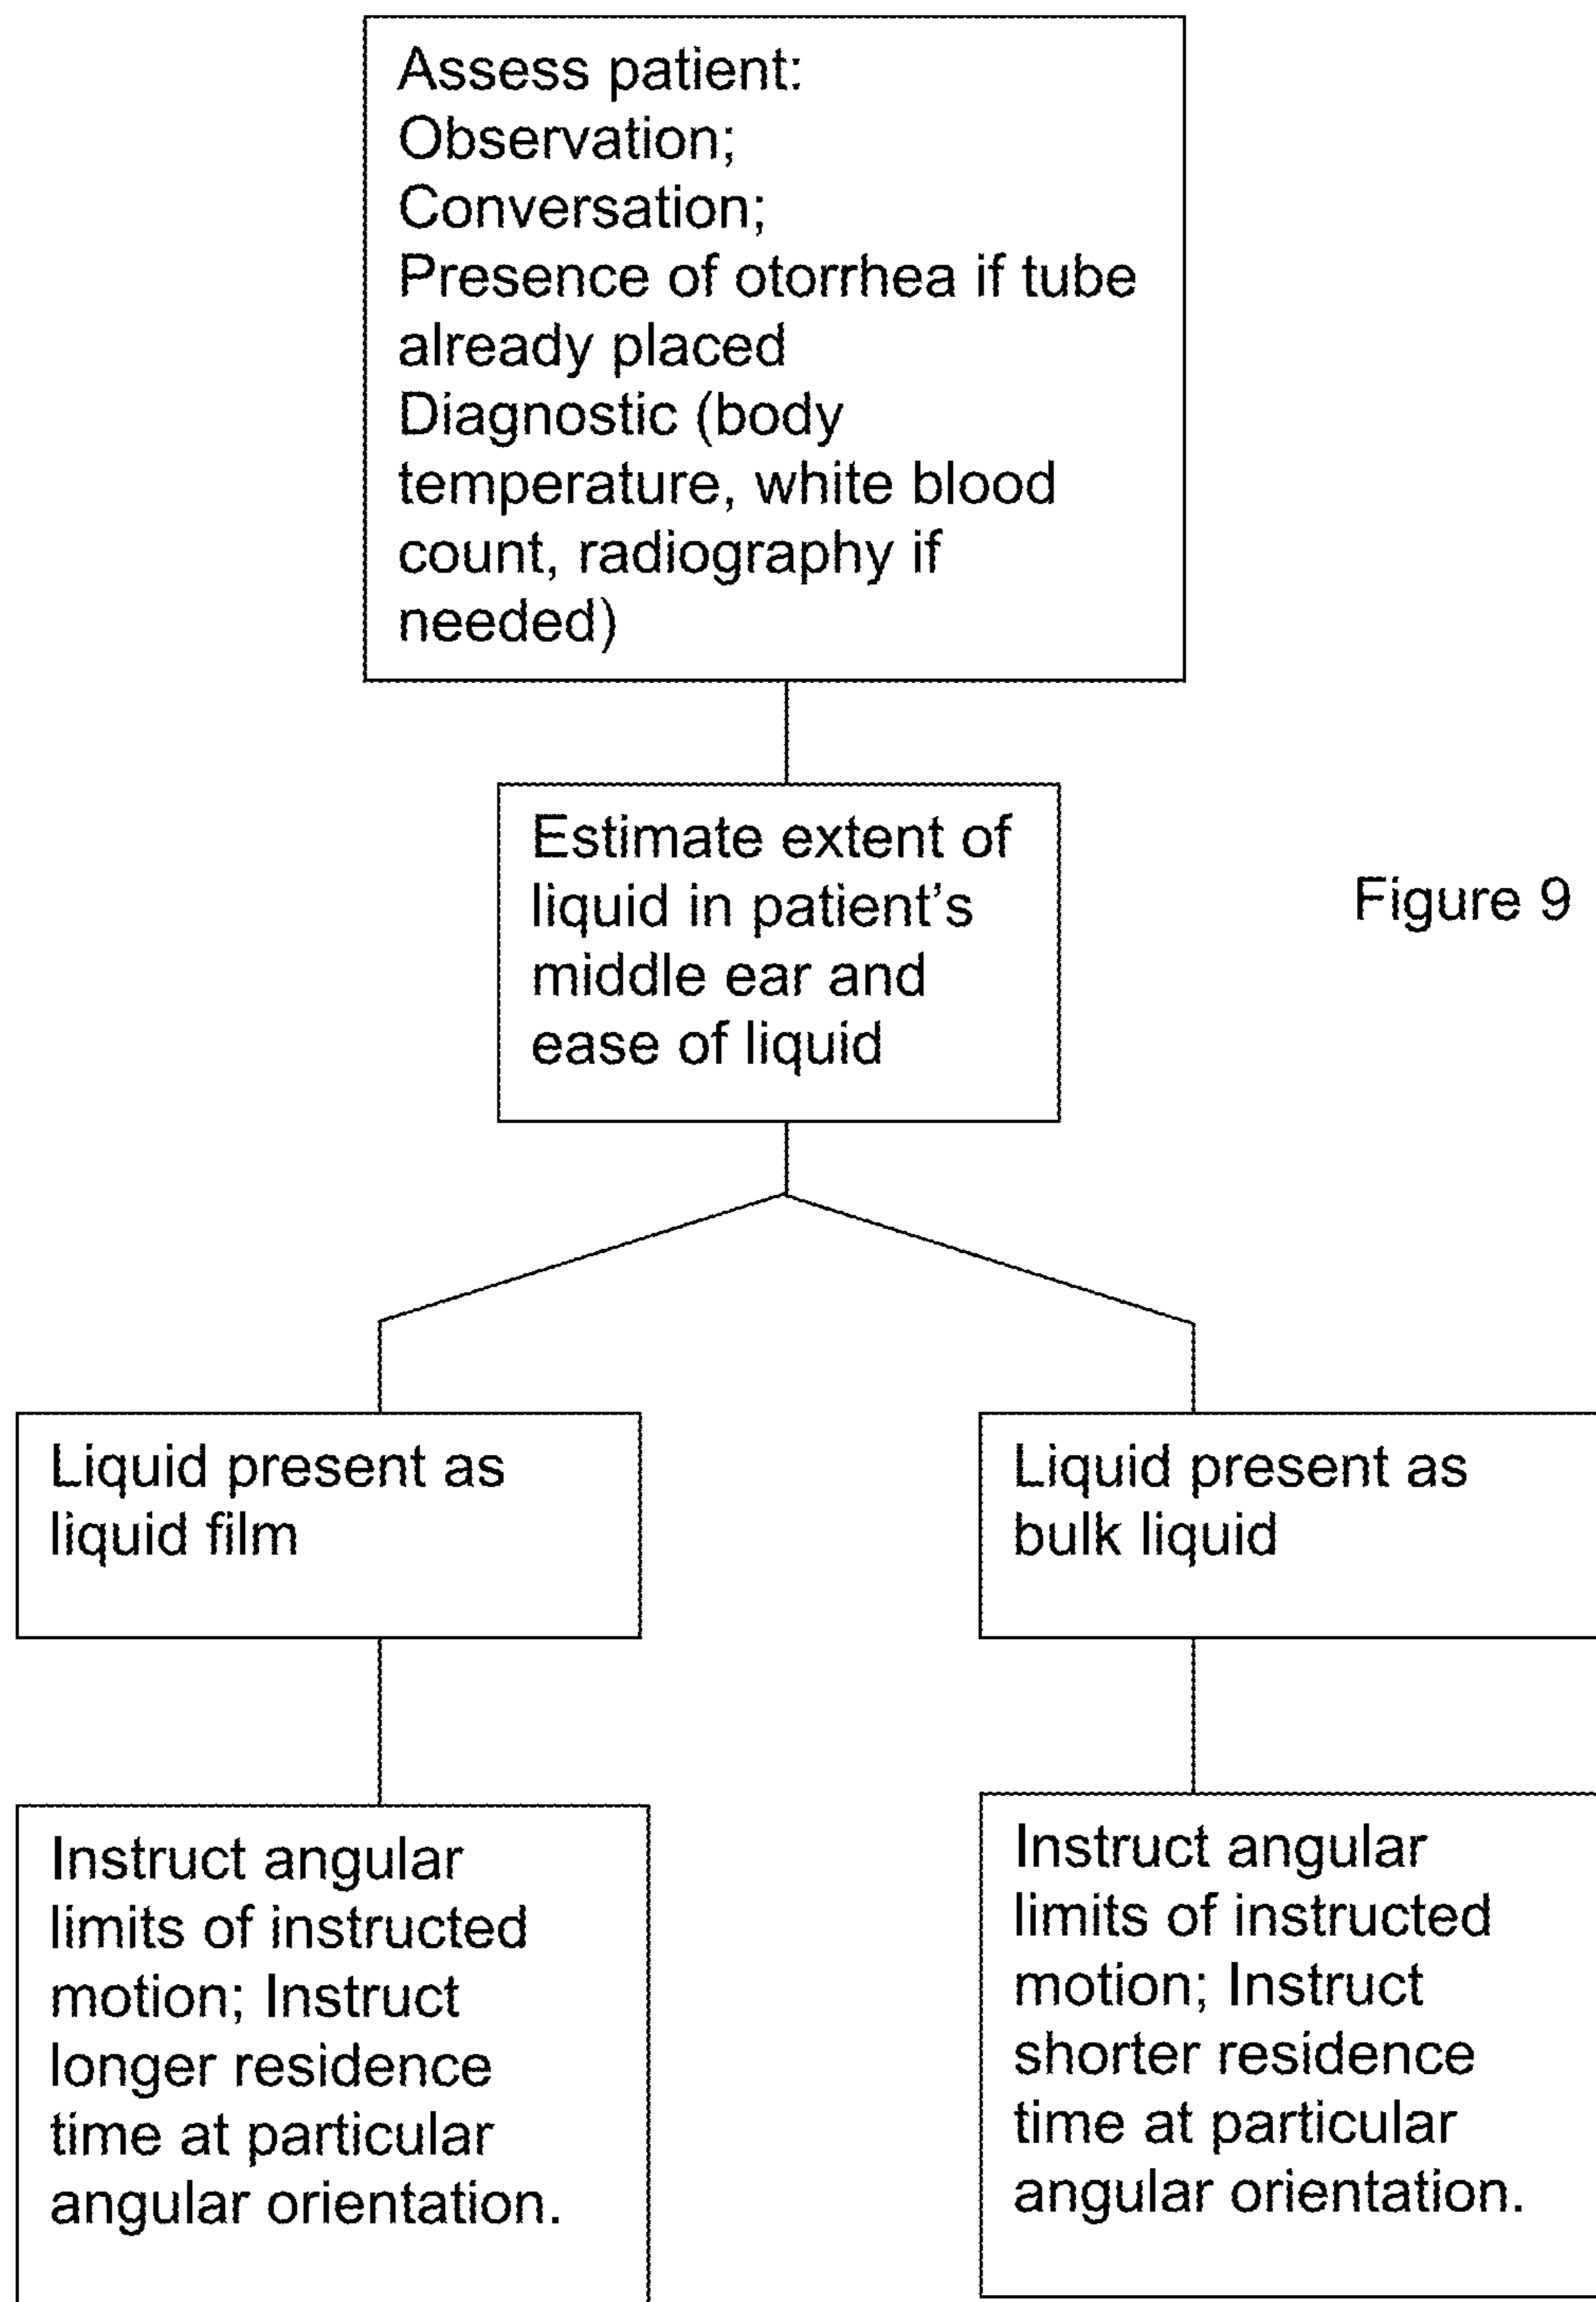 Assess patient:
Observation;
Conversation;
Presence of otorrhea if tube
already placed
Diagnostic (body
temperature, white blood
count, radiography if
needed)
Estimate extent of
liquid in patient’s
middle ear and
ease of liquid
Figure 9
Liquid present as
liquid film
Liquid present as
bulk liquid
Instruct angular
limits of instructed
motion; Instruct
longer residence
time at particular
angular orientation.
Instruct angular
limits of instructed
motion; Instruct
shorter residence
time at particular
angular orientation.